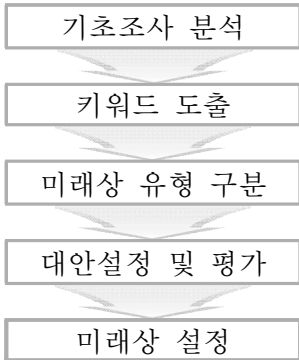 기초조사 분석
키워드 도출
미래상 유형 구분
대안설정 및 평가
미래상 설정